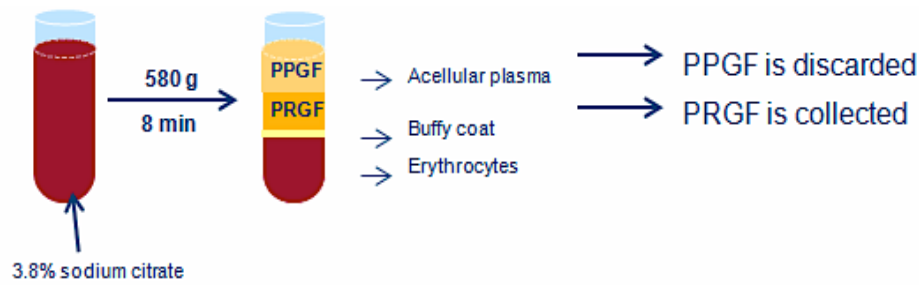 580 g
8 min
3.8% sodium citrate
PPGF
PRGF
Acellular plasma
Buffy coat
Erythrocytes
PPGF is discarded
PRGF is collected